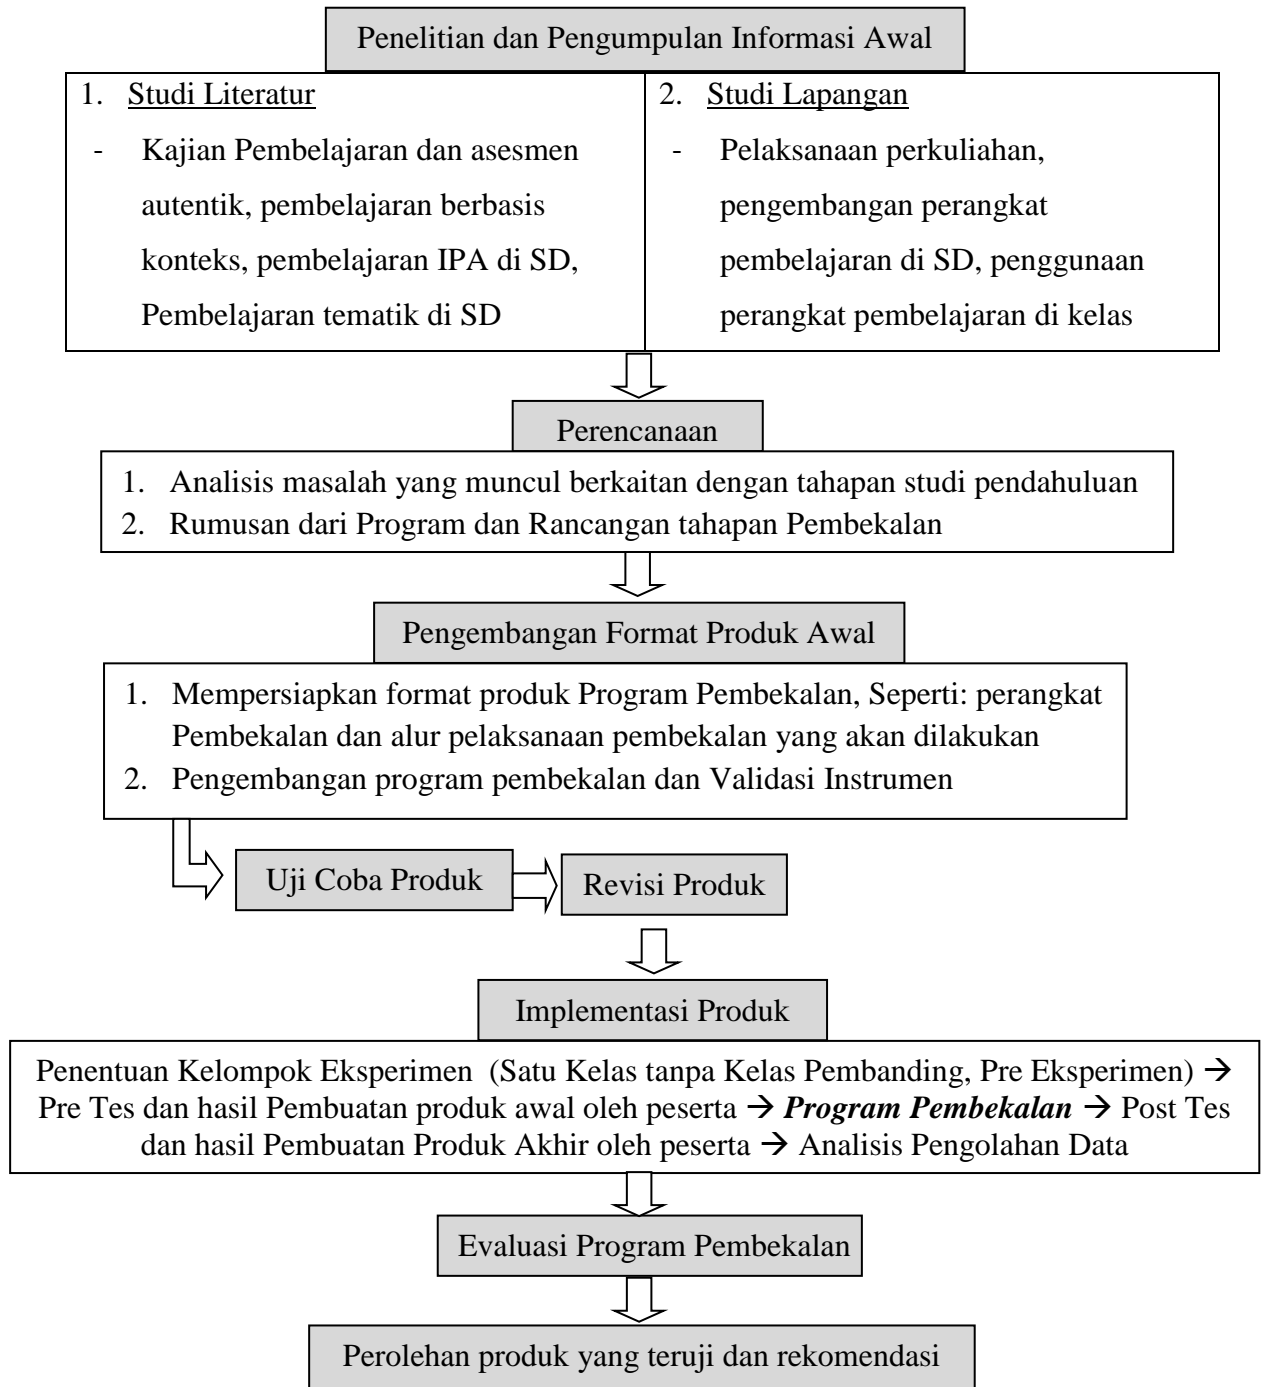 Penelitian dan Pengumpulan Informasi Awal
1. Studi Literatur
- Kajian Pembelajaran dan asesmen
autentik, pembelajaran berbasis
konteks, pembelajaran IPA di SD,
Pembelajaran tematik di SD
2. Studi Lapangan
- Pelaksanaan perkuliahan,
pengembangan perangkat
pembelajaran di SD, penggunaan
perangkat pembelajaran di kelas
Perencanaan
1. Analisis masalah yang muncul berkaitan dengan tahapan studi pendahuluan
2. Rumusan dari Program dan Rancangan tahapan Pembekalan
Pengembangan Format Produk Awal
1. Mempersiapkan format produk Program Pembekalan, Seperti: perangkat
Pembekalan dan alur pelaksanaan pembekalan yang akan dilakukan
2. Pengembangan program pembekalan dan Validasi Instrumen
Uji Coba Produk
Revisi Produk
Implementasi Produk
Penentuan Kelompok Eksperimen (Satu Kelas tanpa Kelas Pembanding, Pre Eksperimen) →
Pre Tes dan hasil Pembuatan produk awal oleh peserta → Program Pembekalan → Post Tes
dan hasil Pembuatan Produk Akhir oleh peserta → Analisis Pengolahan Data
Evaluasi Program Pembekalan
Perolehan produk yang teruji dan rekomendasi